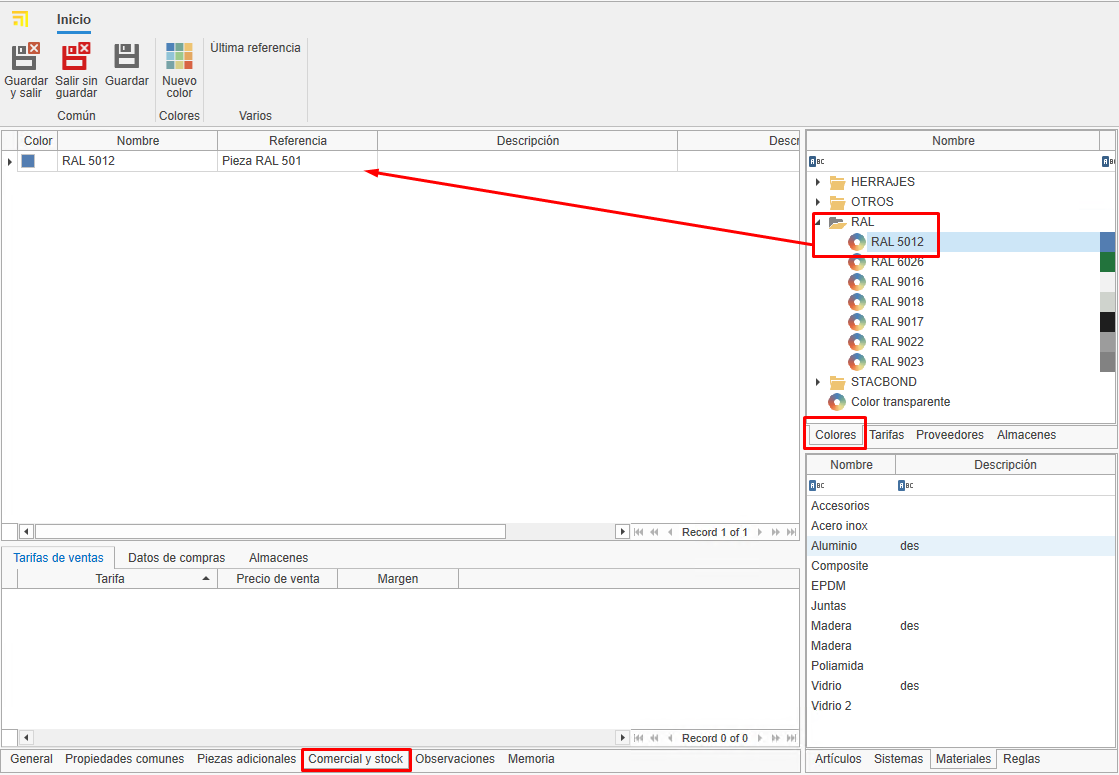 Inicio
Guardar y salir
Salir sin guardar
Guardar
Nuevo color
Última referencia
Común
Colores
Varios
Color Nombre Referencia Descripción Descr
RAL 5012 Pieza RAL 501
Record 1 of 1
Tarifas de ventas Datos de compras Almacenes
Tarifa Precio de venta Margen
Record 0 of 0
General Propiedades comunes Piezas adicionales Comercial y stock Observaciones Memoria
Nombre
HERRAJES
OTROS
RAL
RAL 5012
RAL 6026
RAL 9016
RAL 9018
RAL 9017
RAL 9022
RAL 9023
STACBOND
Color transparente
Colores Tarifas Proveedores Almacenes
Nombre Descripción
Accesorios
Acero inox
Aluminio des
Composite
EPDM
Juntas
Madera des
Madera
Poliamida
Vidrio des
Vidrio 2
Artículos Sistemas Materiales Reglas